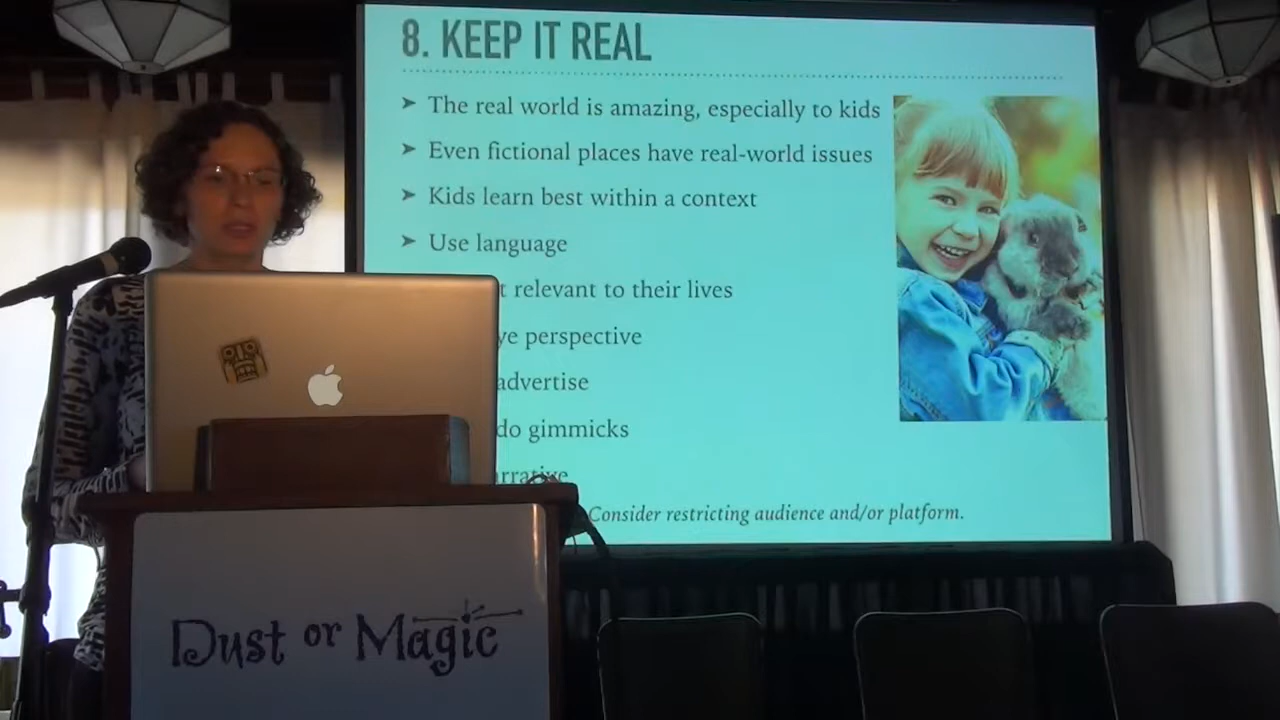 8. KEEP IT REAL
The real world is amazing, especially to kids
Even fictional places have real-world issues
Kids learn best within a context
Use language
relevant to their lives
perspective
advertise
do gimmicks
Consider restricting audience and/or platform.
Dust or Magic